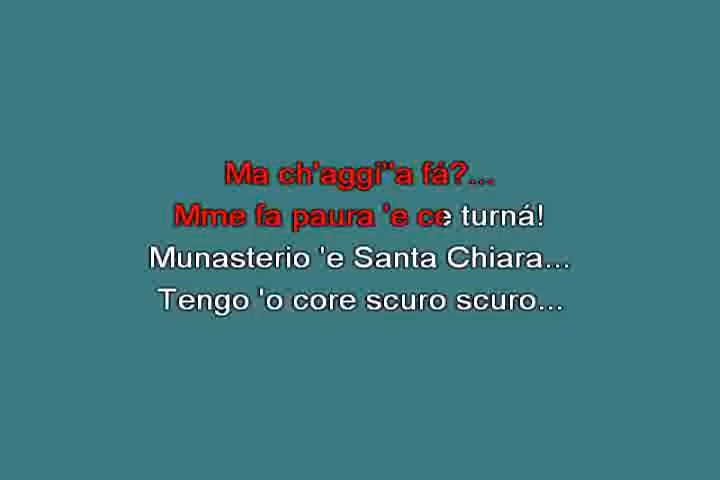 Ma ch'aggi''a fá?...
Mme fa paura 'e ce turná!
Munasterio 'e Santa Chiara...
Tengo 'o core scuro scuro...